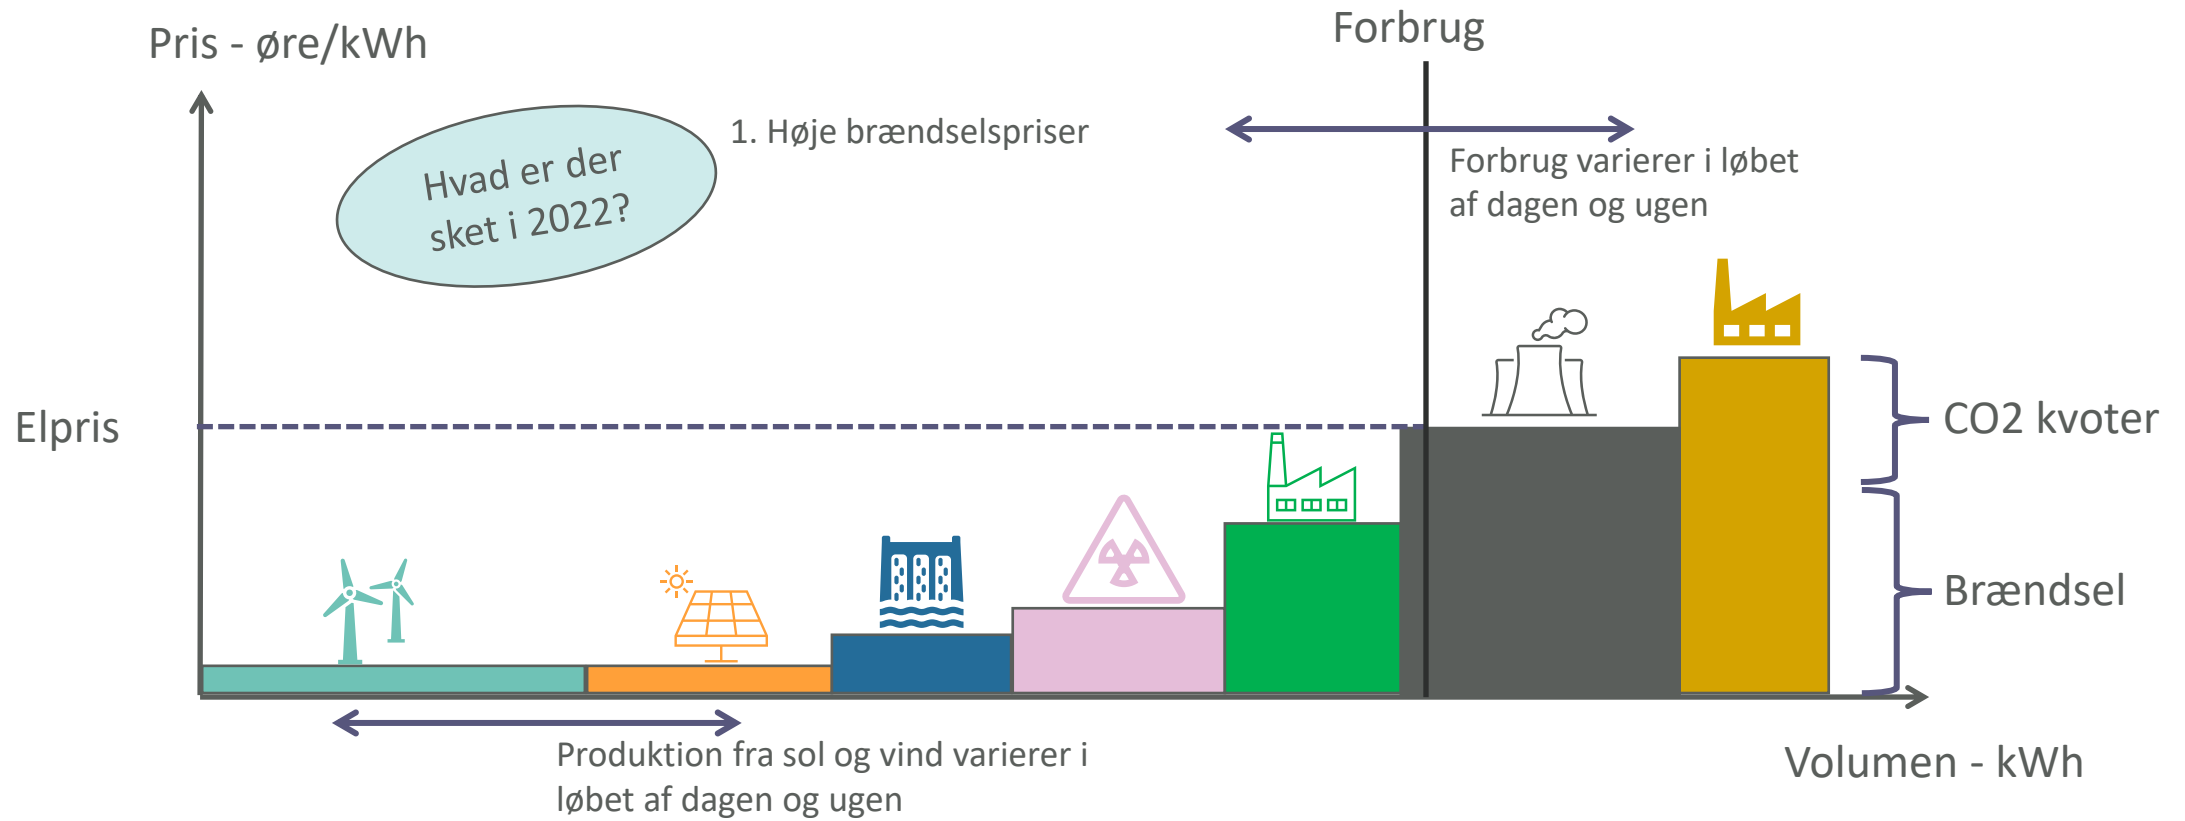 Pris - øre/kWh
Forbrug
Hvad er der
sket i 2022?
1. Høje brændselspriser
Forbrug varierer i løbet
af dagen og ugen
Elpris
CO2 kvoter
Brændsel
Produktion fra sol og vind varierer i
løbet af dagen og ugen
Volumen - kWh